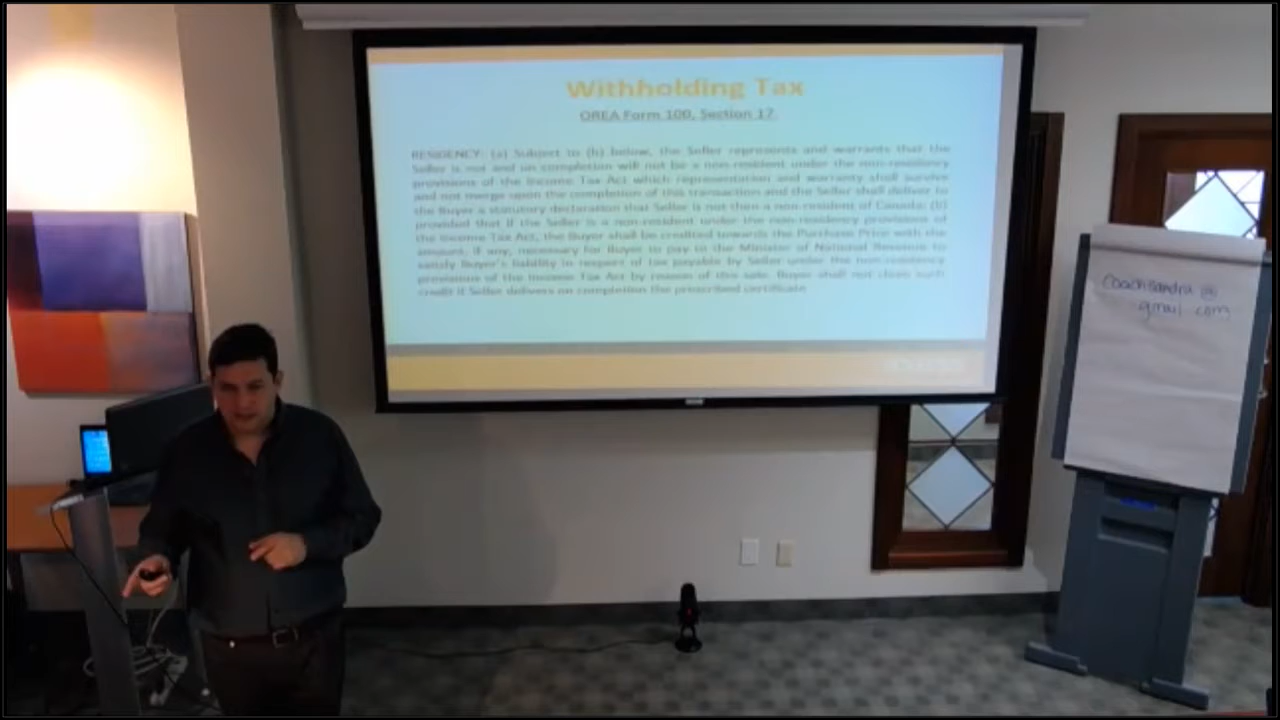 Withholding Tax
OREA Form 100, Section 17
RESIDENCY: (a) Subject to (b) below, the Seller represents and warrants that the
Seller is not and on completion will not be a non-resident under the non-residency
provisions of the Income Tax Act which representation and warranty shall survive
and not merge upon the completion of this transaction and the Seller shall deliver to
the Buyer a statutory declaration that Seller is not then a non-resident of Canada; (b)
provided that if the Seller is a non-resident under the non-residency provisions of
the Income Tax Act, the Buyer shall be credited towards the Purchase Price with the
amount, if any, necessary for Buyer to pay to the Minister of National Revenue to
satisfy Buyer's liability in respect of tax payable by Seller under the non-residency
provisions of the Income Tax Act by reason of this sale. Buyer shall not claim such
credit if Seller delivers on completion the prescribed certificate.
coachsandra @
gmail com